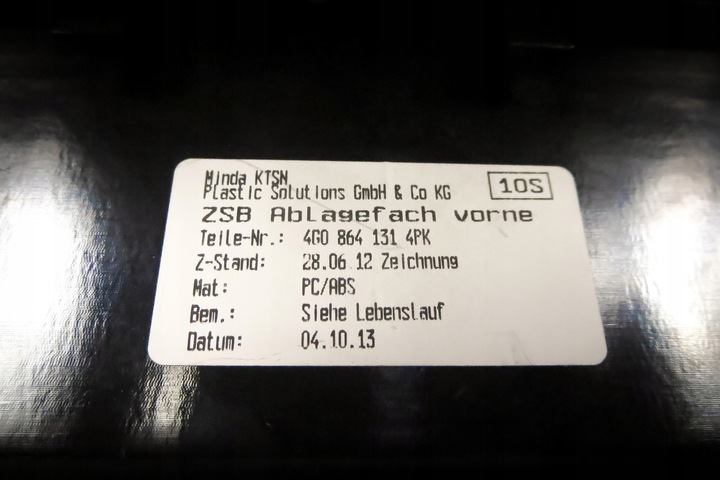 Minda KTSN
Plastic Solutions GmbH & Co KG
10S
ZSB Ablagefach vorne
Teile-Nr.: 4G0 864 131 4PK
Z-Stand: 28.06.12 Zeichnung
Mat: PC/ABS
Bem.: Siehe Lebenslauf
Datum: 04.10.13